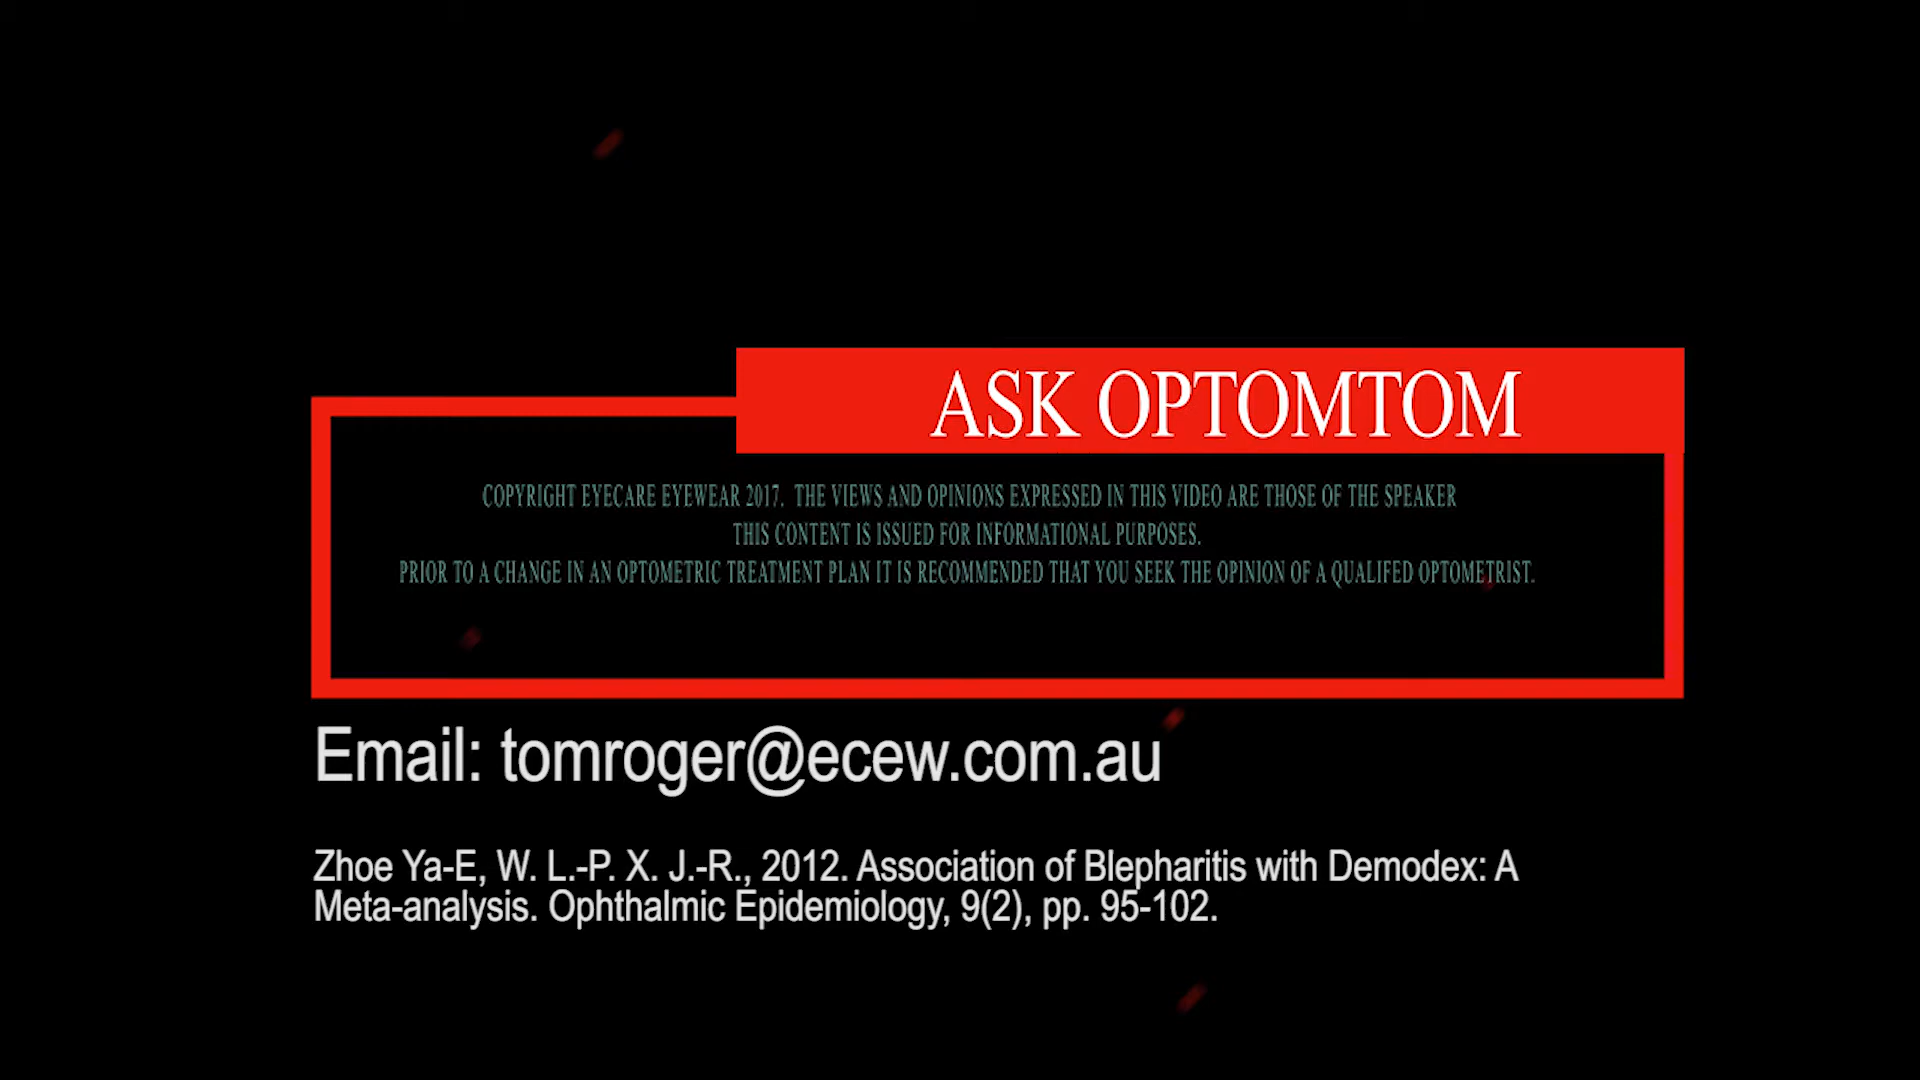 ASK OPTOMTOM
COPYRIGHT EYECARE EYEWEAR 2017. THE VIEWS AND OPINIONS EXPRESSED IN THIS VIDEO ARE THOSE OF THE SPEAKER
THIS CONTENT IS ISSUED FOR INFORMATIONAL PURPOSES.
PRIOR TO A CHANGE IN AN OPTOMETRIC TREATMENT PLAN IT IS RECOMMENDED THAT YOU SEEK THE OPINION OF A QUALIFED OPTOMETRIST.
Email: tomroger@ecew.com.au
Zhoe Ya-E, W. L.-P. X. J.-R., 2012. Association of Blepharitis with Demodex: A
Meta-analysis. Ophthalmic Epidemiology, 9(2), pp. 95-102.